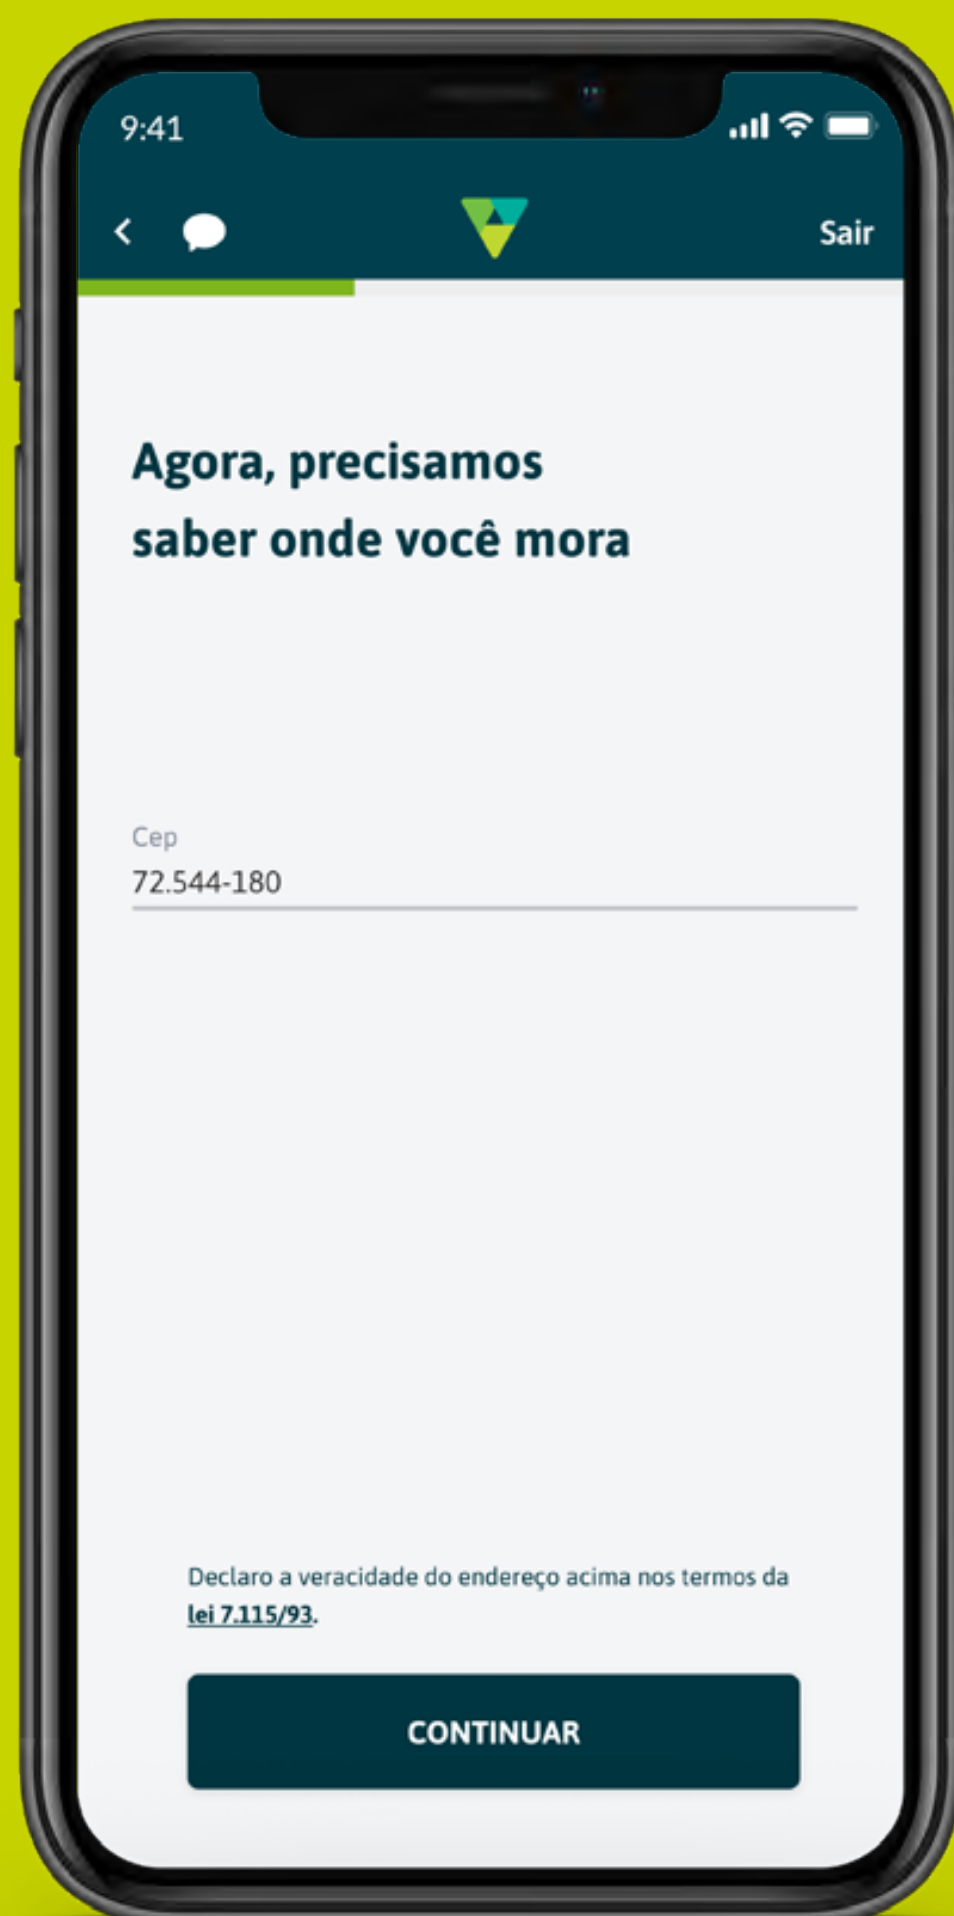 9:41
Sair
Agora, precisamos
saber onde você mora
Cep
72.544-180
Declaro a veracidade do endereço acima nos termos da
lei 7.115/93.
CONTINUAR